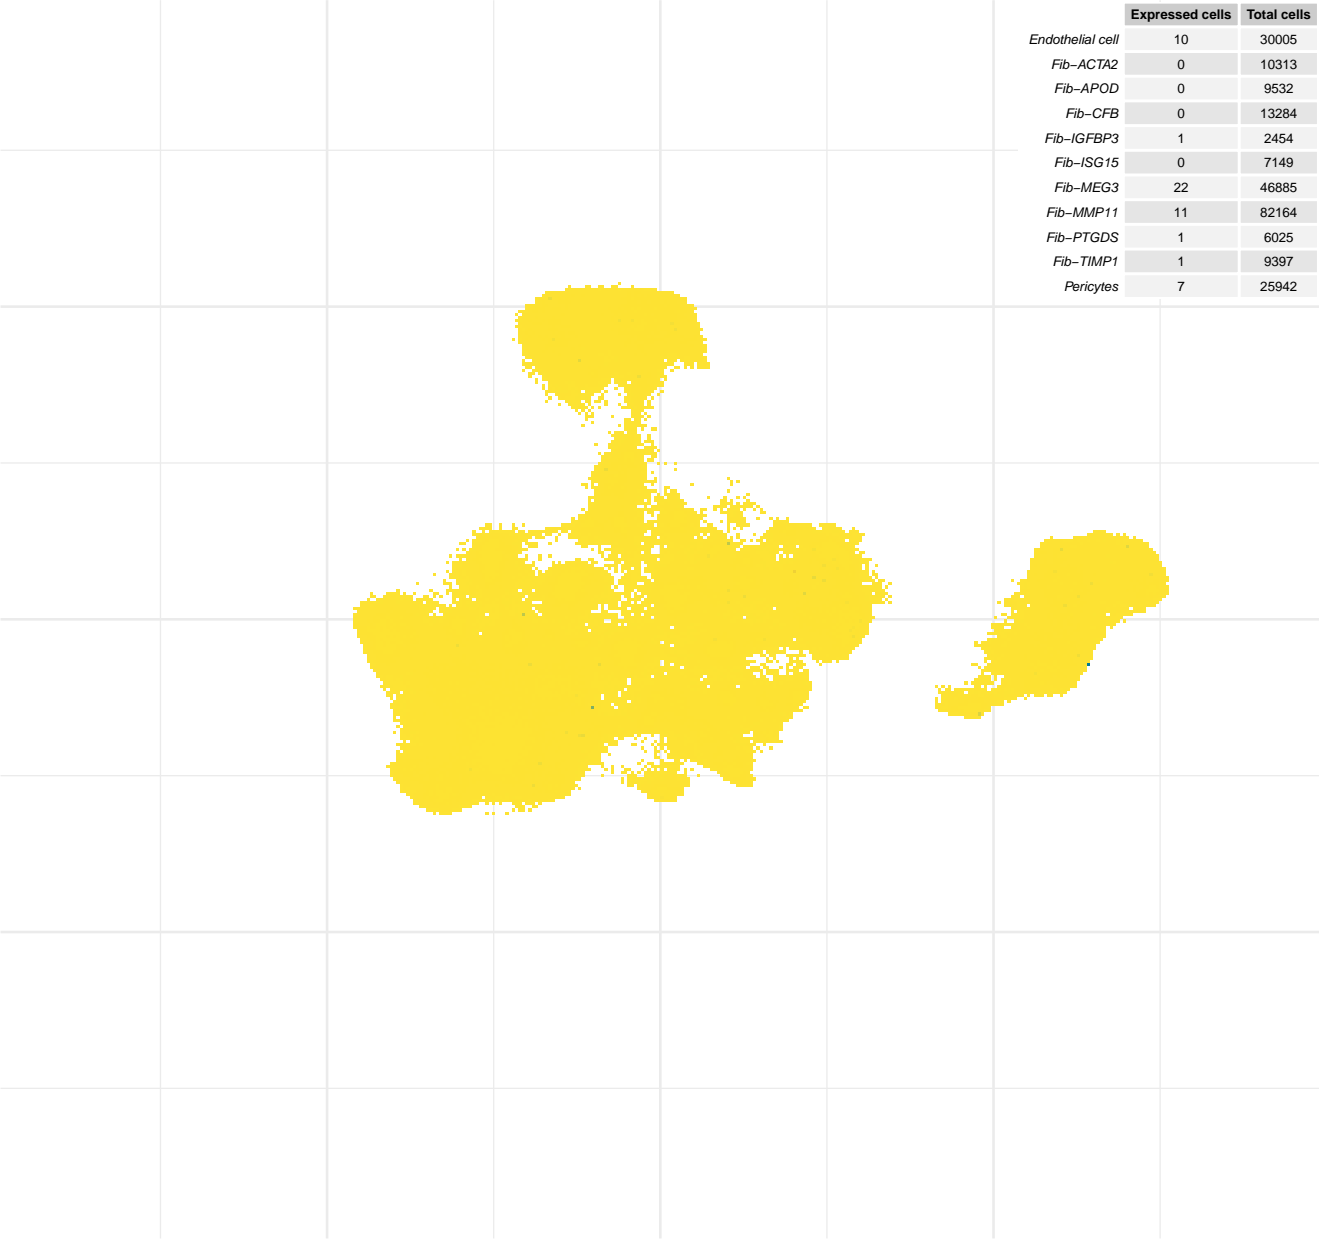 Expressed cells Total cells
Endothelial cell 10 30005
Fib−ACTA2 0 10313
Fib−APOD 0 9532
Fib−CFB 0 13284
Fib−IGFBP3 1 2454
Fib−ISG15 0 7149
Fib−MEG3 22 46885
Fib−MMP11 11 82164
Fib−PTGDS 1 6025
Fib−TIMP1 1 9397
Pericytes 7 25942